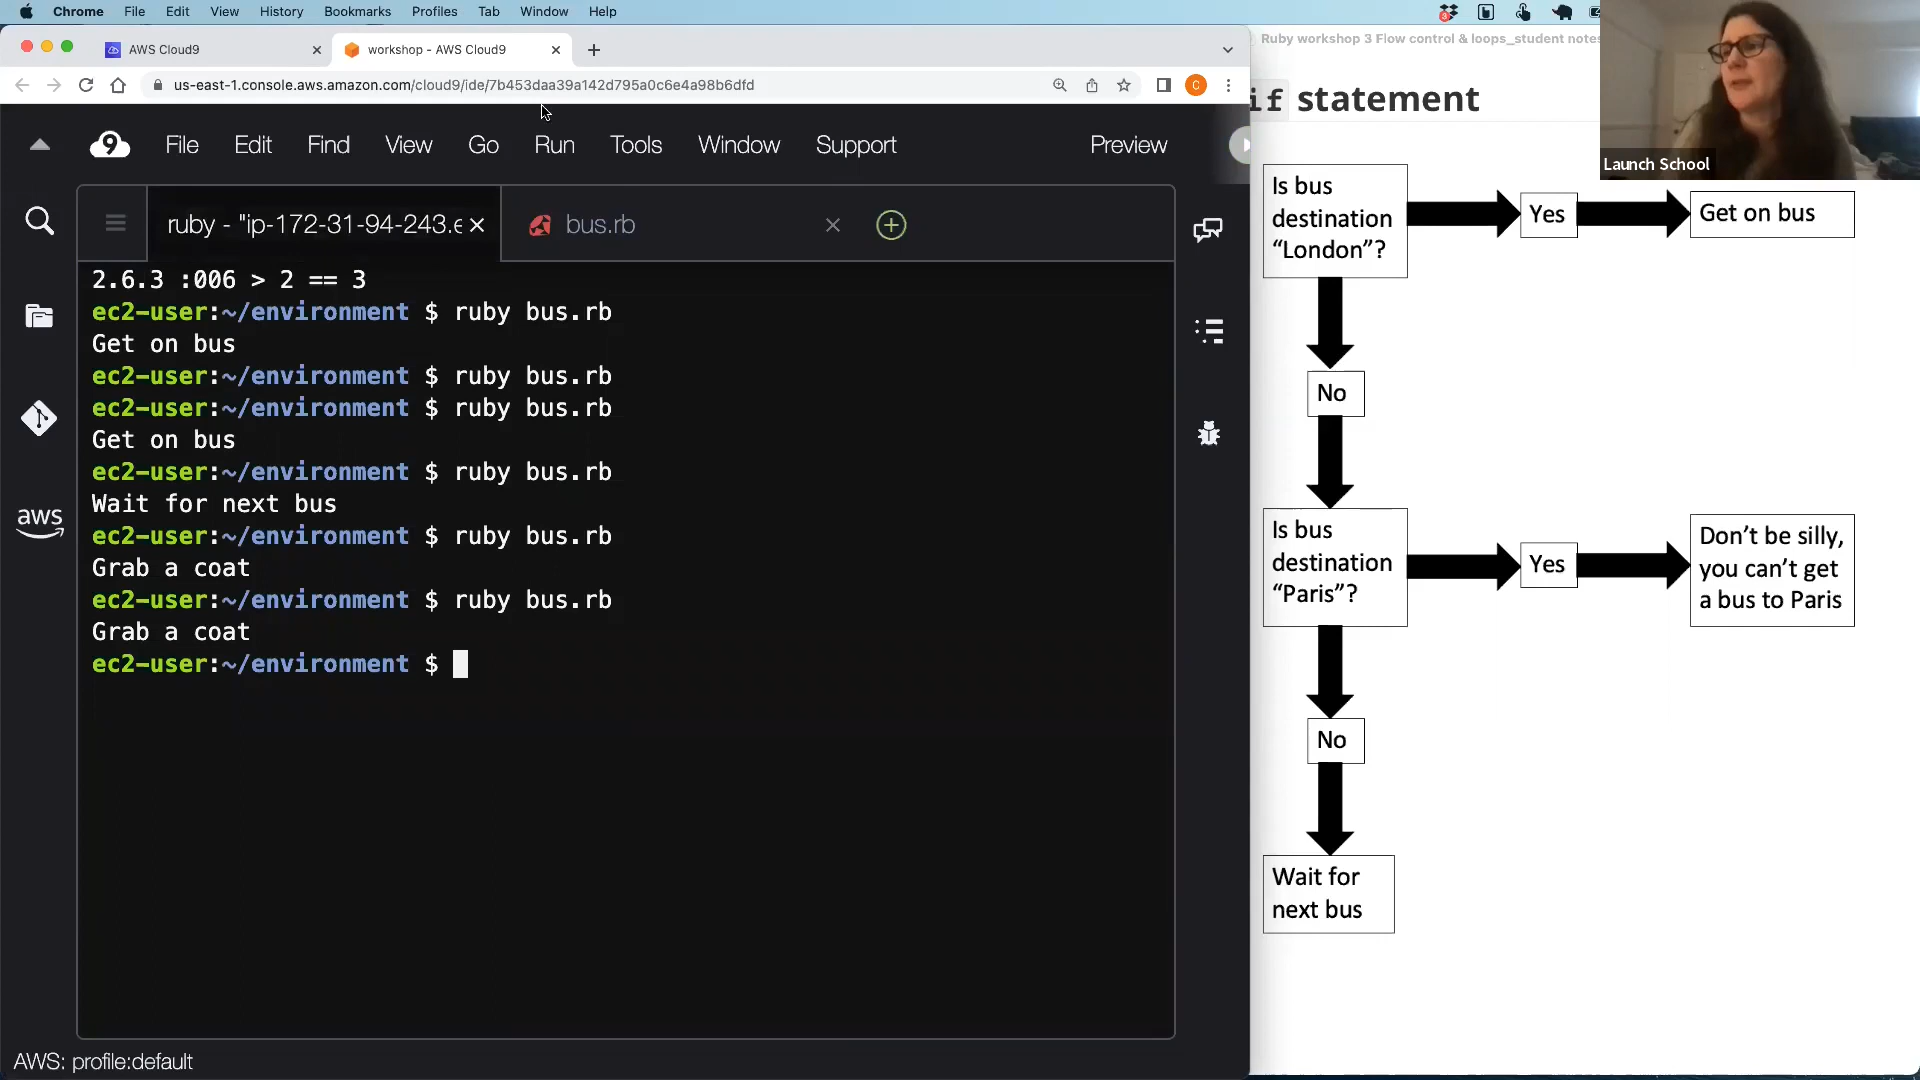 Chrome File Edit View History Bookmarks Profiles Tab Window Help
AWS Cloud9
workshop - AWS Cloud9
us-east-1.console.aws.amazon.com/cloud9/ide/7b453daa39a142d795a0c6e4a98b6dfd
C
9 File Edit Find View Go Run Tools Window Support Preview
ruby - "ip-172-31-94-243.e
bus.rb
2.6.3 :006 > 2 == 3
ec2-user:~/environment $ ruby bus.rb
Get on bus
ec2-user:~/environment $ ruby bus.rb
ec2-user:~/environment $ ruby bus.rb
Get on bus
ec2-user:~/environment $ ruby bus.rb
Wait for next bus
ec2-user:~/environment $ ruby bus.rb
Grab a coat
ec2-user:~/environment $ ruby bus.rb
Grab a coat
ec2-user:~/environment $
aws
AWS: profile:default
3
Ruby workshop 3 Flow control & loops_student notes
if statement
Launch School
Is bus
destination
“London”?
Yes
Get on bus
No
Is bus
destination
“Paris”?
Yes
Don’t be silly,
you can’t get
a bus to Paris
No
Wait for
next bus